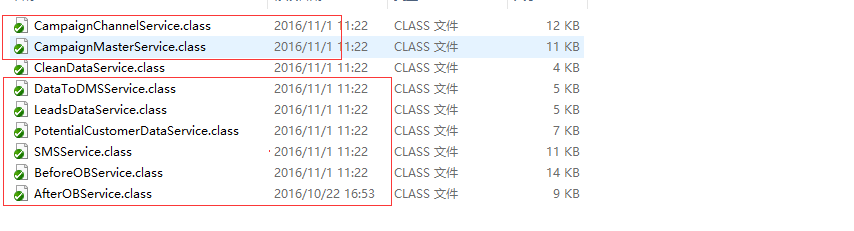 CampaignChannelService.class 2016/11/1 11:22 CLASS 文件 12 KB
CampaignMasterService.class 2016/11/1 11:22 CLASS 文件 11 KB
CleanDataService.class 2016/11/1 11:22 CLASS 文件 4 KB
DataToDMSService.class 2016/11/1 11:22 CLASS 文件 5 KB
LeadsDataService.class 2016/11/1 11:22 CLASS 文件 5 KB
PotentialCustomerDataService.class 2016/11/1 11:22 CLASS 文件 7 KB
SMSService.class 2016/11/1 11:22 CLASS 文件 11 KB
BeforeOBService.class 2016/11/1 11:22 CLASS 文件 14 KB
AfterOBService.class 2016/10/22 16:53 CLASS 文件 9 KB